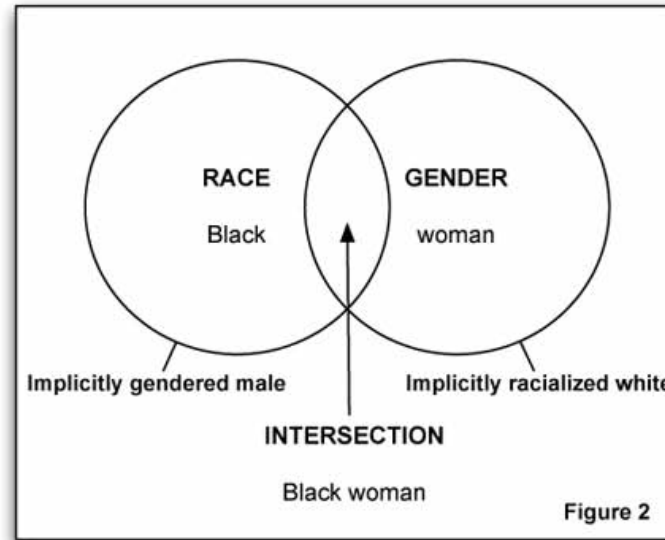 RACE
GENDER
Black
woman
Implicitly gendered male
Implicitly racialized white
INTERSECTION
Black woman
Figure 2